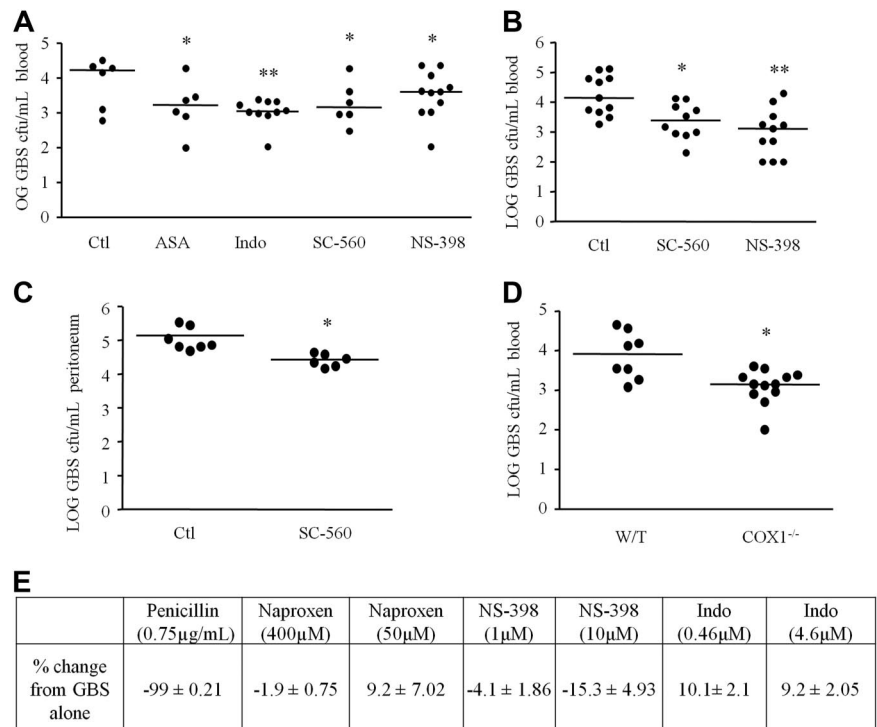 A
OG GBS cfu/mL blood
5
4
3
2
1
0
*
**
*
*
Ctl ASA Indo SC-560 NS-398
B
LOG GBS cfu/mL blood
6
5
4
3
2
1
0
*
**
Ctl SC-560 NS-398
C
LOG GBS cfu/mL peritoneum
6
5
4
3
2
1
0
*
Ctl SC-560
D
LOG GBS cfu/mL blood
5
4
3
2
1
0
*
W/T COX1-/-
E
Penicillin (0.75µg/mL)
Naproxen (400µM)
Naproxen (50µM)
NS-398 (1µM)
NS-398 (10µM)
Indo (0.46µM)
Indo (4.6µM)
% change from GBS alone
-99 ± 0.21
-1.9 ± 0.75
9.2 ± 7.02
-4.1 ± 1.86
-15.3 ± 4.93
10.1± 2.1
9.2 ± 2.05